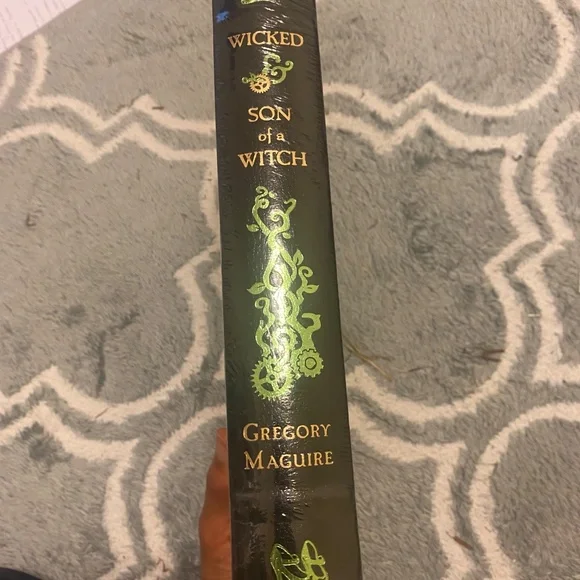 WICKED
&
SON
of a
WITCH
GREGORY
MAGUIRE